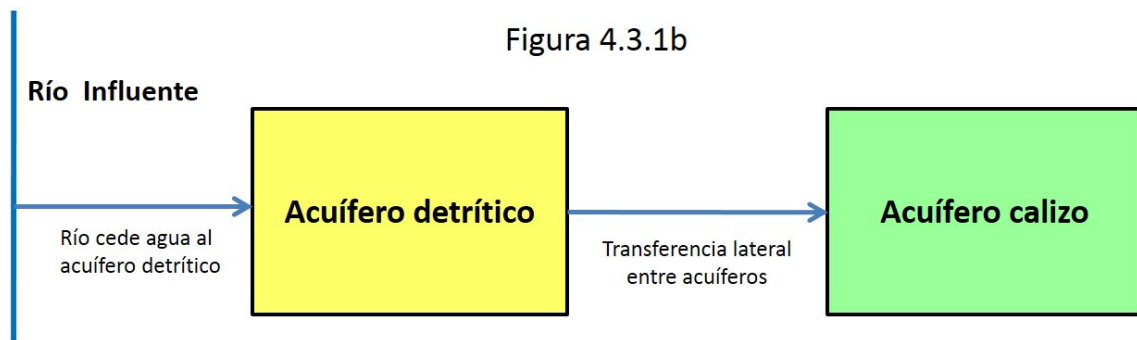 Figura 4.3.1b
Río  Influente
Río cede agua al
acuífero detrítico
Acuífero detrítico
Transferencia lateral
entre acuíferos
Acuífero calizo